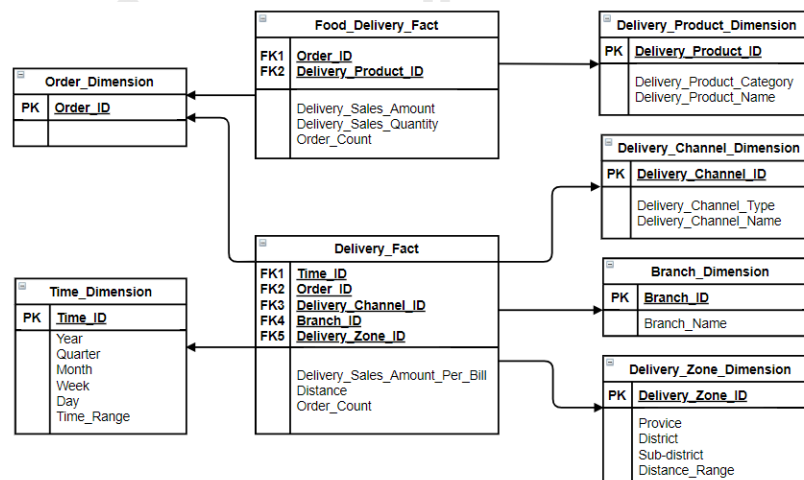 Food_Delivery_Fact
FK1 Order_ID
FK2 Delivery_Product_ID
Delivery_Sales_Amount
Delivery_Sales_Quantity
Order_Count
Delivery_Product_Dimension
PK Delivery_Product_ID
Delivery_Product_Category
Delivery_Product_Name
Order_Dimension
PK Order_ID
Delivery_Channel_Dimension
PK Delivery_Channel_ID
Delivery_Channel_Type
Delivery_Channel_Name
Delivery_Fact
FK1 Time_ID
FK2 Order_ID
FK3 Delivery_Channel_ID
FK4 Branch_ID
FK5 Delivery_Zone_ID
Delivery_Sales_Amount_Per_Bill
Distance
Order_Count
Branch_Dimension
PK Branch_ID
Branch_Name
Time_Dimension
PK Time_ID
Year
Quarter
Month
Week
Day
Time_Range
Delivery_Zone_Dimension
PK Delivery_Zone_ID
Provice
District
Sub-district
Distance_Range